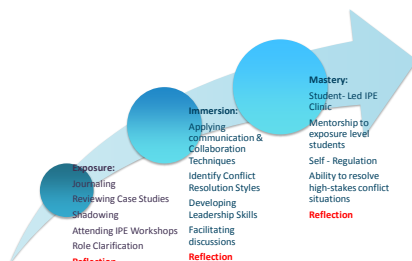 Exposure:
Journaling
Reviewing Case Studies
Shadowing
Attending IPE Workshops
Role Clarification
Reflection
Immersion:
Applying
communication &
Collaboration
Techniques
Identify Conflict
Resolution Styles
Developing
Leadership Skills
Facilitating
discussions
Reflection
Mastery:
Student- Led IPE
Clinic
Mentorship to
exposure level
students
Self - Regulation
Ability to resolve
high-stakes conflict
situations
Reflection